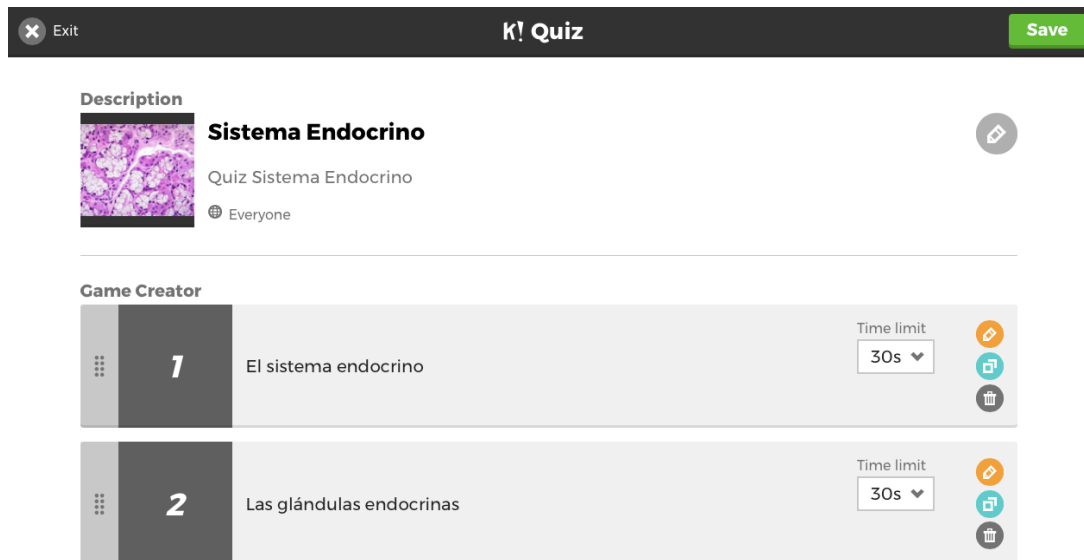 Exit
K! Quiz
Save
Description
Sistema Endocrino
Quiz Sistema Endocrino
Everyone
Game Creator
Time limit
1
El sistema endocrino
30s
Time limit
2
Las glándulas endocrinas
30s